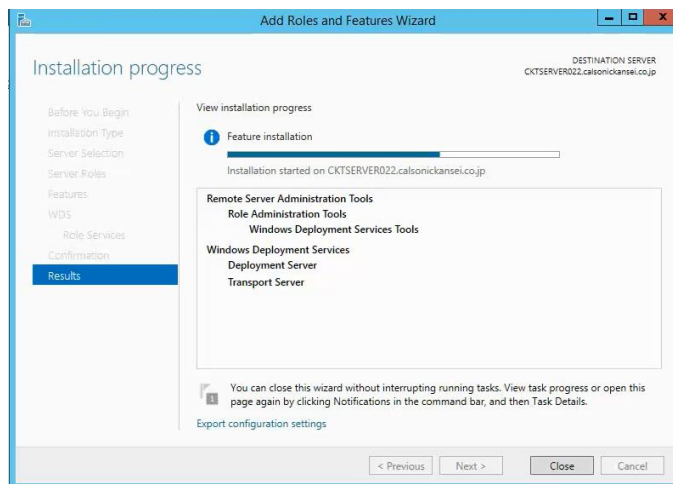 Add Roles and Features Wizard
Installation progress
DESTINATION SERVER
CKTSERVER022.calsonickansei.co.jp
Before You Begin
Installation Type
Server Selection
Server Roles
Features
WDS
Role Services
Confirmation
Results
View installation progress
Feature installation
Installation started on CKTSERVER022.calsonickansei.co.jp
Remote Server Administration Tools
Role Administration Tools
Windows Deployment Services Tools
Windows Deployment Services
Deployment Server
Transport Server
1
You can close this wizard without interrupting running tasks. View task progress or open this
page again by clicking Notifications in the command bar, and then Task Details.
Export configuration settings
< Previous
Next >
Close
Cancel